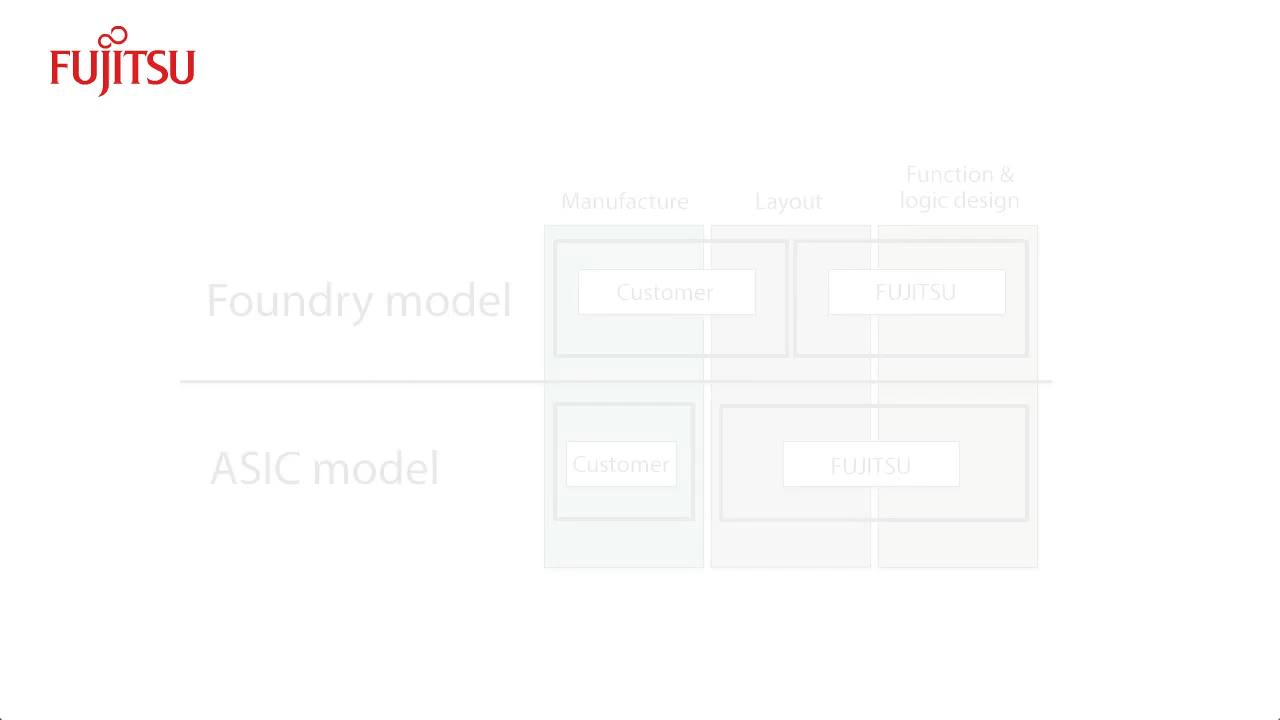 FUJITSU
Manufacture
Layout
Function &
logic design
Foundry model
Customer
FUJITSU
ASIC model
Customer
FUJITSU